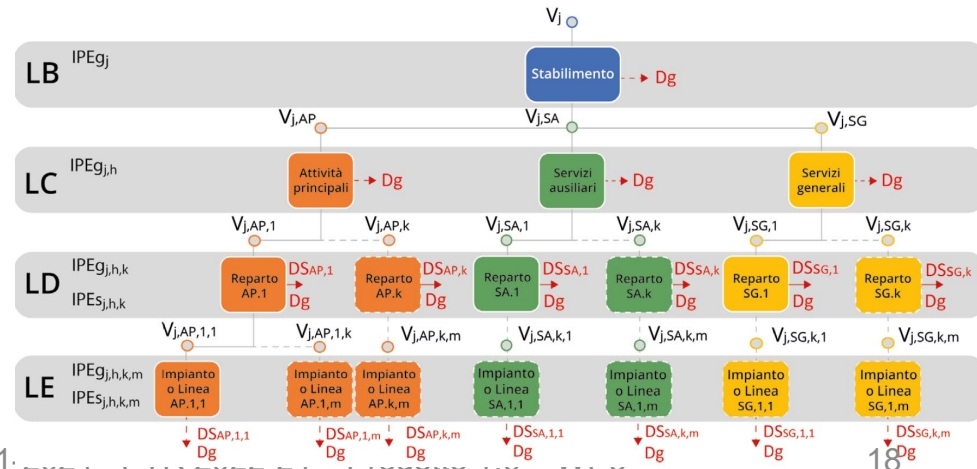 Vj
LB IPEgj
Stabilimento
Dg
Vj,AP Vj,SA Vj,SG
LC IPEgj,h
Attività principali
Dg
Servizi ausiliari
Dg
Servizi generali
Dg
Vj,AP,1 Vj,AP,k Vj,SA,1 Vj,SA,k Vj,SG,1 Vj,SG,k
LD IPEgj,h,k
IPEsj,h,k
Reparto AP.1
DSAP,1
Dg
Reparto AP.k
DSAP,k
Dg
Reparto SA.1
DSSA,1
Dg
Reparto SA.k
DSSA,k
Dg
Reparto SG.1
DSSG,1
Dg
Reparto SG.k
DSSG,k
Dg
Vj,AP,1,1 Vj,AP,1,k Vj,AP,k,m Vj,SA,k,1 Vj,SA,k,m Vj,SG,k,1 Vj,SG,k,m
LE IPEgj,h,k,m
IPEsj,h,k,m
Impianto o Linea AP.1,1
Impianto o Linea AP.1,m
Impianto o Linea AP.k,m
Impianto o Linea SA,1,1
Impianto o Linea SA,1,m
Impianto o Linea SG,1,1
Impianto o Linea SG,1,m
DSAP,1,1 DSAP,1,m DSAP,k,m DSSA,1,1 DSSA,k,m DSSG,1,1 DSSG,k,m
Dg Dg Dg Dg Dg Dg Dg
18